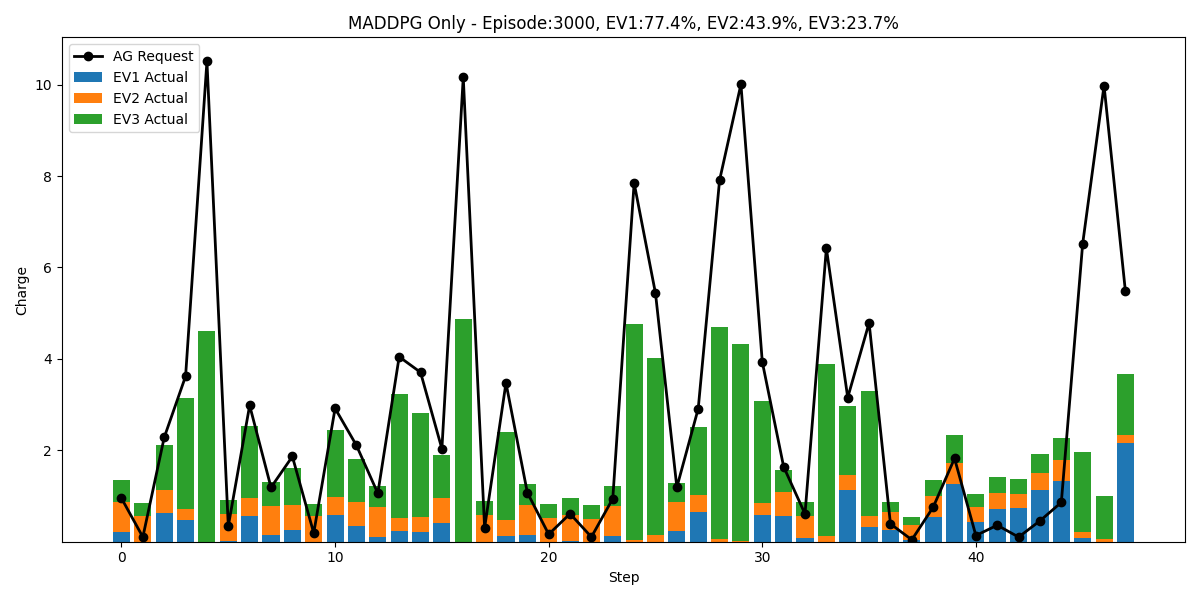 MADDPG Only - Episode:3000, EV1:77.4%, EV2:43.9%, EV3:23.7%
AG Request
EV1 Actual
EV2 Actual
EV3 Actual
10
8
6
4
2
Charge
0 10 20 30 40
Step